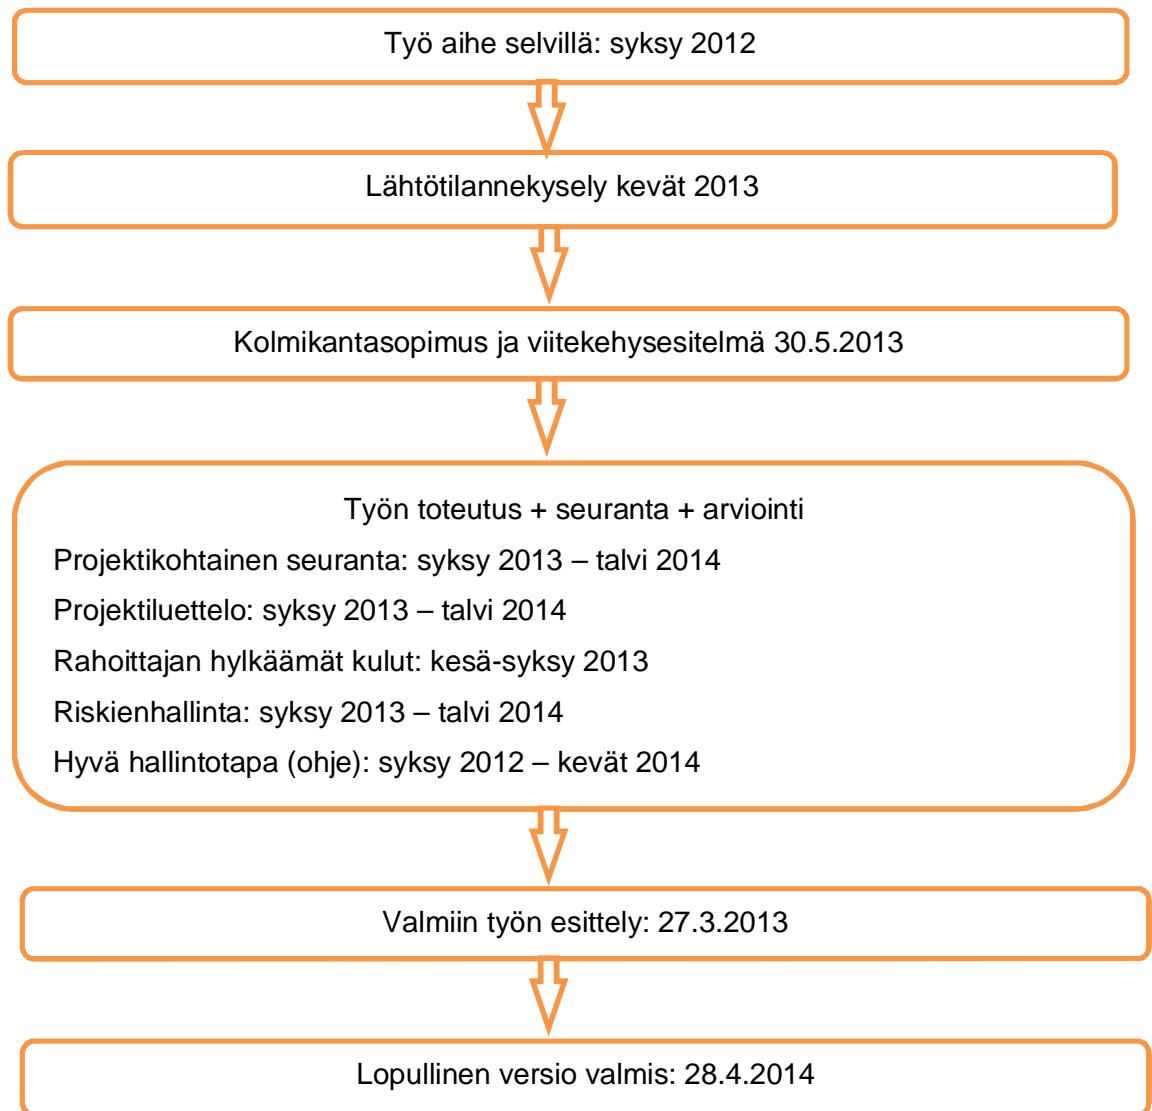 Työ aihe selvillä: syksy 2012
Lähtötilannekysely kevät 2013
Kolmikantasopimus ja viitekehysesitelmä 30.5.2013
Työn toteutus + seuranta + arviointi
Projektikohtainen seuranta: syksy 2013 – talvi 2014
Projektiluettelo: syksy 2013 – talvi 2014
Rahoittajan hylkäämät kulut: kesä-syksy 2013
Riskienhallinta: syksy 2013 – talvi 2014
Hyvä hallintotapa (ohje): syksy 2012 – kevät 2014
Valmiin työn esittely: 27.3.2013
Lopullinen versio valmis: 28.4.2014